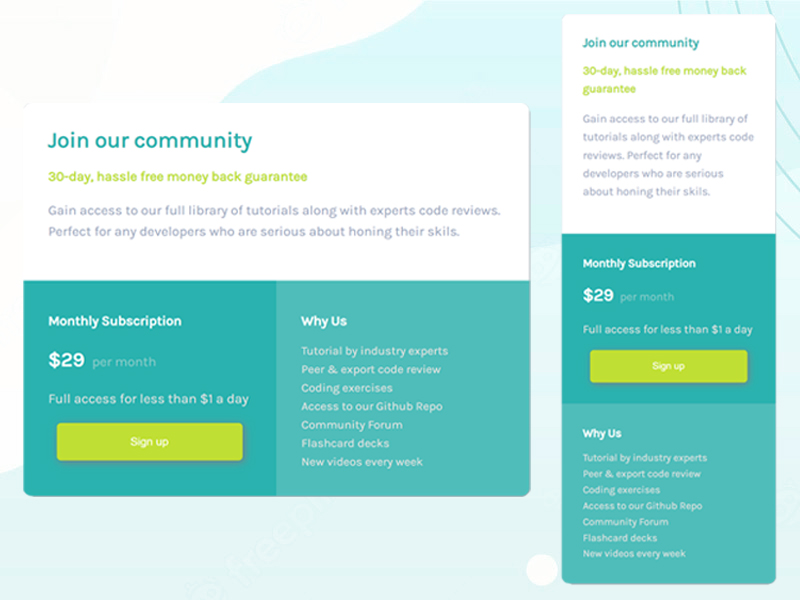 Join our community
30-day, hassle free money back guarantee
Gain access to our full library of tutorials along with experts code reviews.
Perfect for any developers who are serious about honing their skils.
Monthly Subscription
$29 per month
Full access for less than $1 a day
Sign up
Why Us
Tutorial by industry experts
Peer & export code review
Coding exercises
Access to our Github Repo
Community Forum
Flashcard decks
New videos every week
Join our community
30-day, hassle free money back
guarantee
Gain access to our full library of
tutorials along with experts code
reviews. Perfect for any
developers who are serious
about honing their skils.
Monthly Subscription
$29 per month
Full access for less than $1 a day
Sign up
Why Us
Tutorial by industry experts
Peer & export code review
Coding exercises
Access to our Github Repo
Community Forum
Flashcard decks
New videos every week